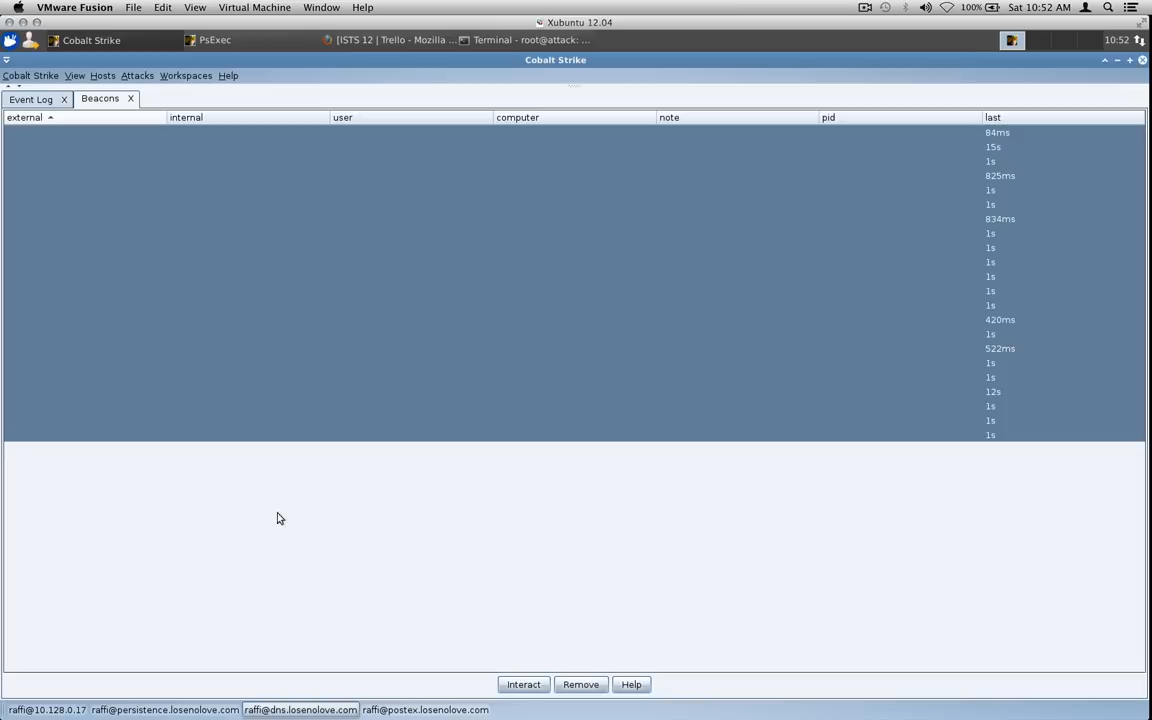 VMware Fusion File Edit View Virtual Machine Window Help 100% Sat 10:52 AM
Xubuntu 12.04
Cobalt Strike PsExec [ISTS 12 | Trello - Mozilla ... Terminal - root@attack: ... 10:52
Cobalt Strike
Cobalt Strike View Hosts Attacks Workspaces Help
Event Log X Beacons X
external internal user computer note pid last
84ms
15s
1s
825ms
1s
1s
834ms
1s
1s
1s
1s
1s
1s
420ms
1s
522ms
1s
1s
12s
1s
1s
1s
Interact Remove Help
raffi@10.128.0.17 raffi@persistence.losenolove.com raffi@dns.losenolove.com raffi@postex.losenolove.com